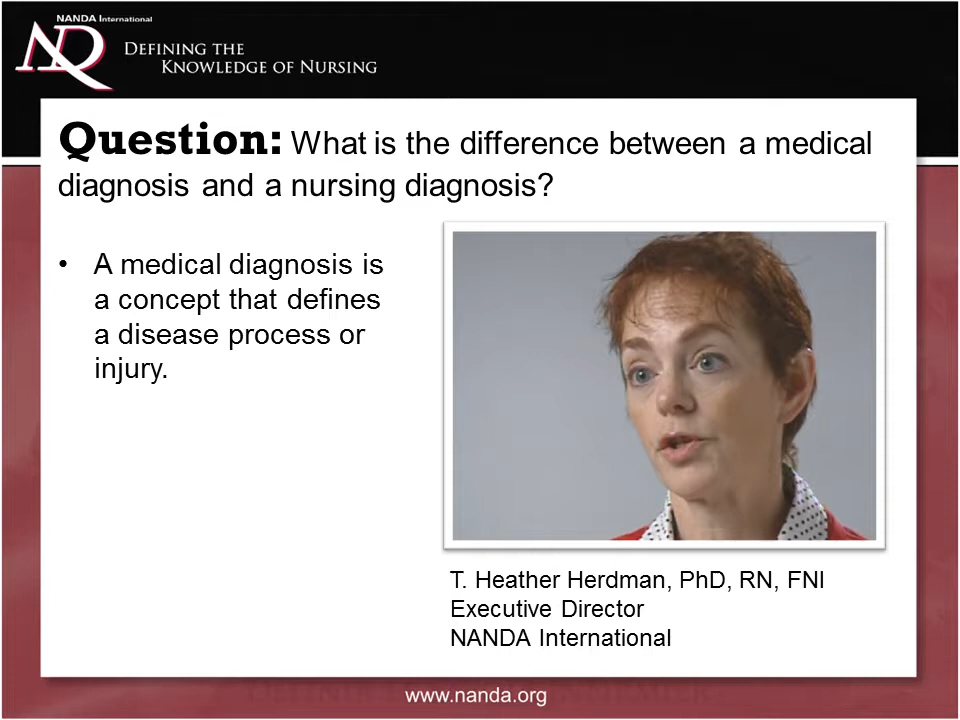 NANDA International
DEFINING THE
KNOWLEDGE OF NURSING
Question: What is the difference between a medical
diagnosis and a nursing diagnosis?
• A medical diagnosis is
a concept that defines
a disease process or
injury.
T. Heather Herdman, PhD, RN, FNI
Executive Director
NANDA International
www.nanda.org